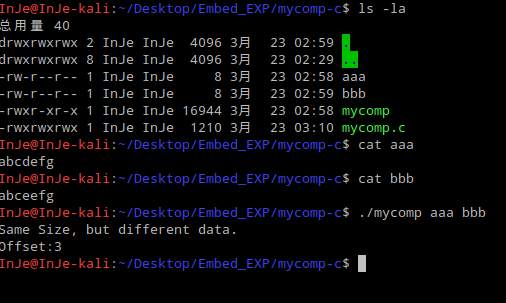 InJe@InJe-kali:~/Desktop/Embed_EXP/mycomp-c$ ls -la
总用量 40
drwxrwxrwx 2 InJe InJe  4096 3月  23 02:59 .
drwxrwxrwx 8 InJe InJe  4096 3月  23 02:29 ..
-rw-r--r-- 1 InJe InJe     8 3月  23 02:58 aaa
-rw-r--r-- 1 InJe InJe     8 3月  23 02:59 bbb
-rwxr-xr-x 1 InJe InJe 16944 3月  23 02:58 mycomp
-rwxrwxrwx 1 InJe InJe  1210 3月  23 03:10 mycomp.c
InJe@InJe-kali:~/Desktop/Embed_EXP/mycomp-c$ cat aaa
abcdefg
InJe@InJe-kali:~/Desktop/Embed_EXP/mycomp-c$ cat bbb
abceefg
InJe@InJe-kali:~/Desktop/Embed_EXP/mycomp-c$ ./mycomp aaa bbb
Same Size, but different data.
Offset:3
InJe@InJe-kali:~/Desktop/Embed_EXP/mycomp-c$